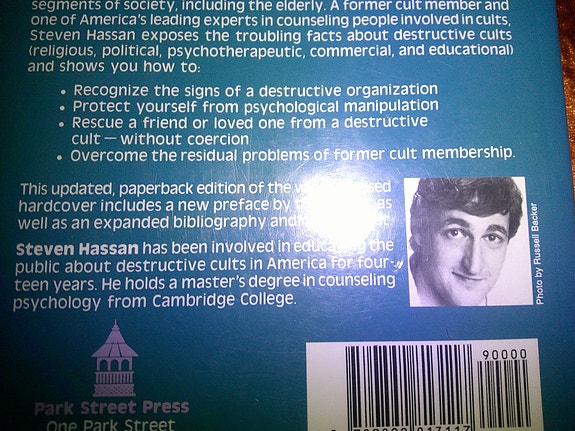 segments of society, including the elderly. A former cult member and
one of America's leading experts in counseling people involved in cults,
Steven Hassan exposes the troubling facts about destructive cults
(religious, political, psychotherapeutic, commercial, and educational)
and shows you how to:
• Recognize the signs of a destructive organization
• Protect yourself from psychological manipulation
• Rescue a friend or loved one from a destructive
cult — without coercion
• Overcome the residual problems of former cult membership.
This updated, paperback edition of the
hardcover includes a new preface by as
well as an expanded bibliography
Steven Hassan has been involved in educating the
public about destructive cults in America for four-
teen years. He holds a master's degree in counseling
psychology from Cambridge College.
Photo by Russell Backer
90000
Park Street Press
One Park Street